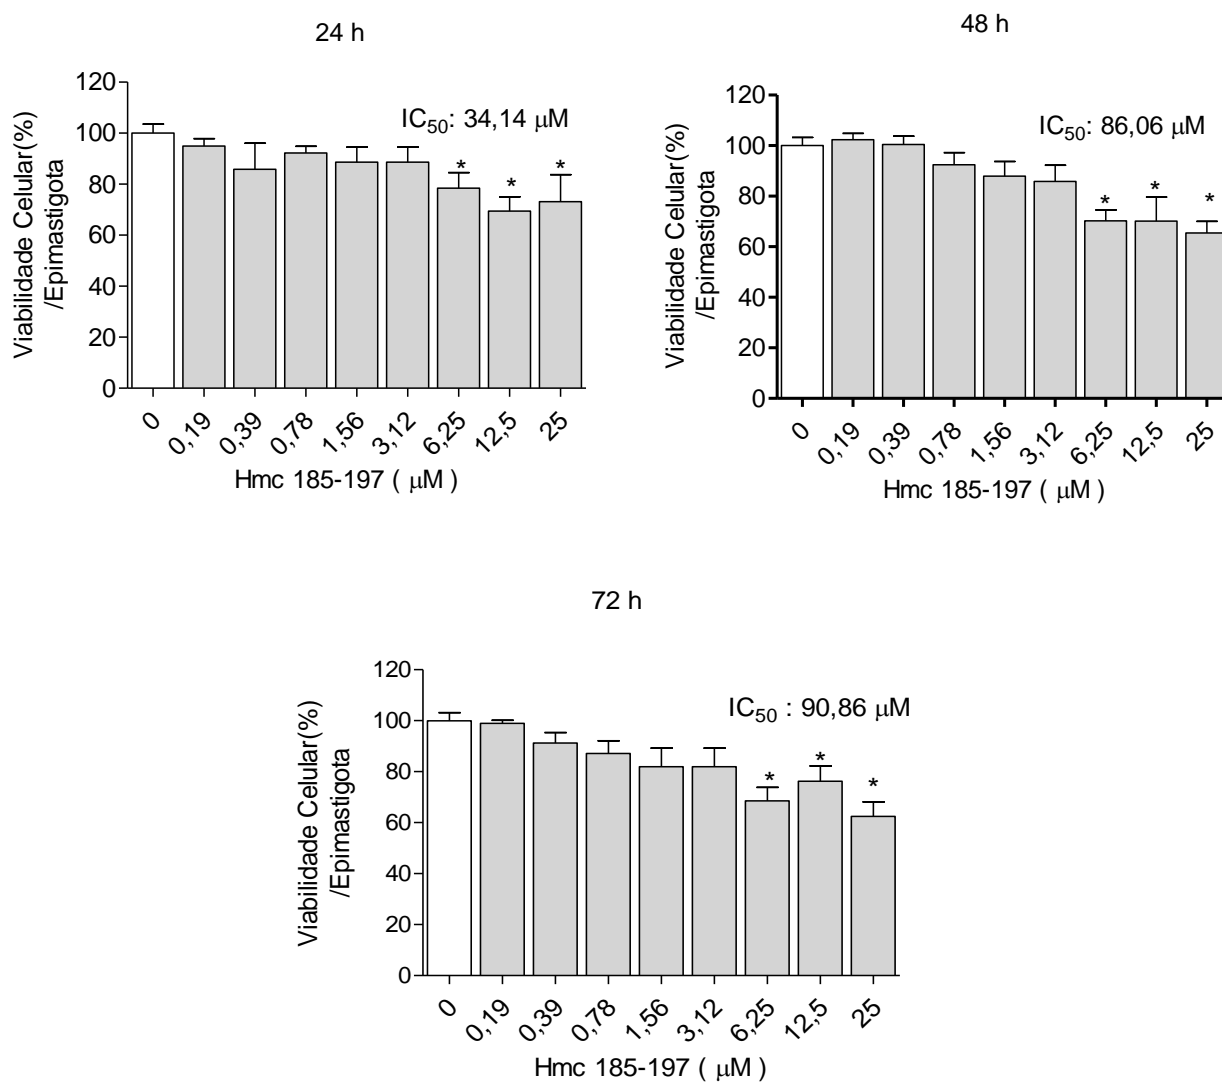 24 h
IC50: 34,14 μM
Viabilidade Celular(%)
/Epimastigota
120
100
80
60
40
20
0
* * *
0 0,19 0,39 0,78 1,56 3,12 6,25 12,5 25
Hmc 185-197 ( μM )
48 h
IC50: 86,06 μM
Viabilidade Celular(%)
/Epimastigota
120
100
80
60
40
20
0
* * *
0 0,19 0,39 0,78 1,56 3,12 6,25 12,5 25
Hmc 185-197 ( μM )
72 h
IC50 : 90,86 μM
Viabilidade Celular(%)
/Epimastigota
120
100
80
60
40
20
0
* * *
0 0,19 0,39 0,78 1,56 3,12 6,25 12,5 25
Hmc 185-197 ( μM )